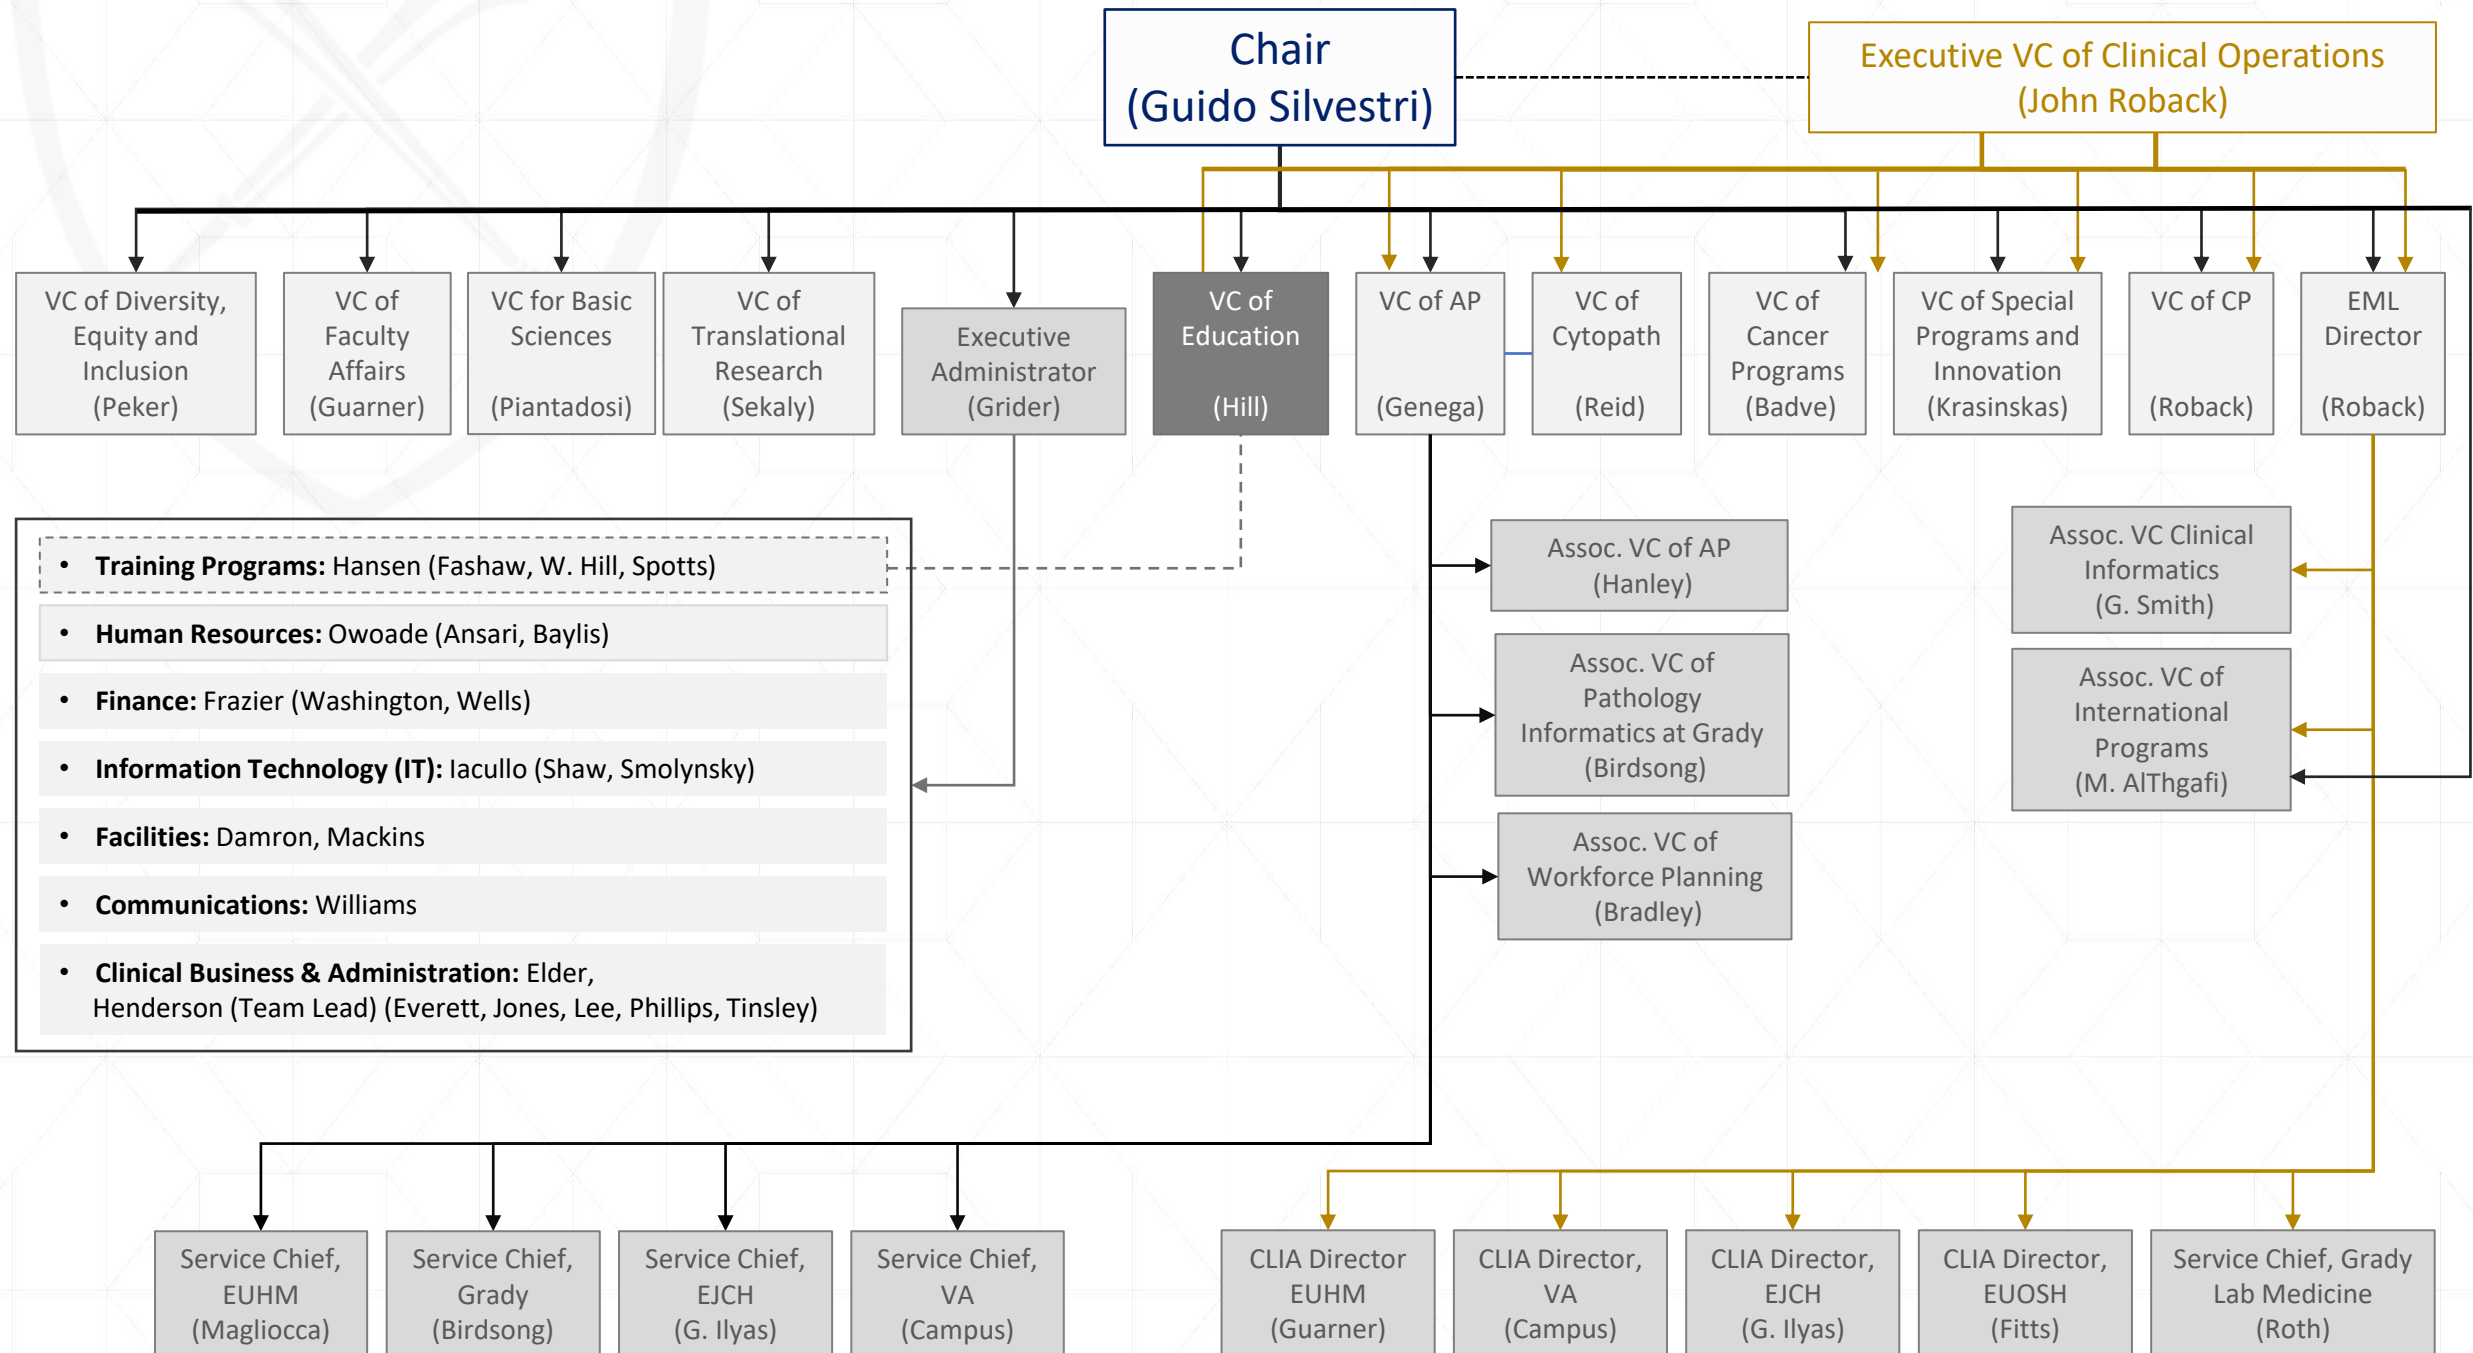 Chair
(Guido Silvestri)
Executive VC of Clinical Operations
(John Roback)
VC of Diversity,
Equity and
Inclusion
(Peker)
VC of
Faculty
Affairs
(Guarner)
VC for Basic
Sciences
(Piantadosi)
VC of
Translational
Research
(Sekaly)
Executive
Administrator
(Grider)
VC of
Education
(Hill)
VC of AP
(Genega)
VC of
Cytopath
(Reid)
VC of
Cancer
Programs
(Badve)
VC of Special
Programs and
Innovation
(Krasinskas)
VC of CP
(Roback)
EML
Director
(Roback)
• Training Programs: Hansen (Fashaw, W. Hill, Spotts)
• Human Resources: Owoade (Ansari, Baylis)
• Finance: Frazier (Washington, Wells)
• Information Technology (IT): Iacullo (Shaw, Smolynsky)
• Facilities: Damron, Mackins
• Communications: Williams
• Clinical Business & Administration: Elder,
Henderson (Team Lead) (Everett, Jones, Lee, Phillips, Tinsley)
Assoc. VC of AP
(Hanley)
Assoc. VC of
Pathology
Informatics at Grady
(Birdsong)
Assoc. VC of
Workforce Planning
(Bradley)
Assoc. VC Clinical
Informatics
(G. Smith)
Assoc. VC of
International
Programs
(M. AlThgafi)
Service Chief,
EUHM
(Magliocca)
Service Chief,
Grady
(Birdsong)
Service Chief,
EJCH
(G. Ilyas)
Service Chief,
VA
(Campus)
CLIA Director
EUHM
(Guarner)
CLIA Director,
VA
(Campus)
CLIA Director,
EJCH
(G. Ilyas)
CLIA Director,
EUOSH
(Fitts)
Service Chief, Grady
Lab Medicine
(Roth)